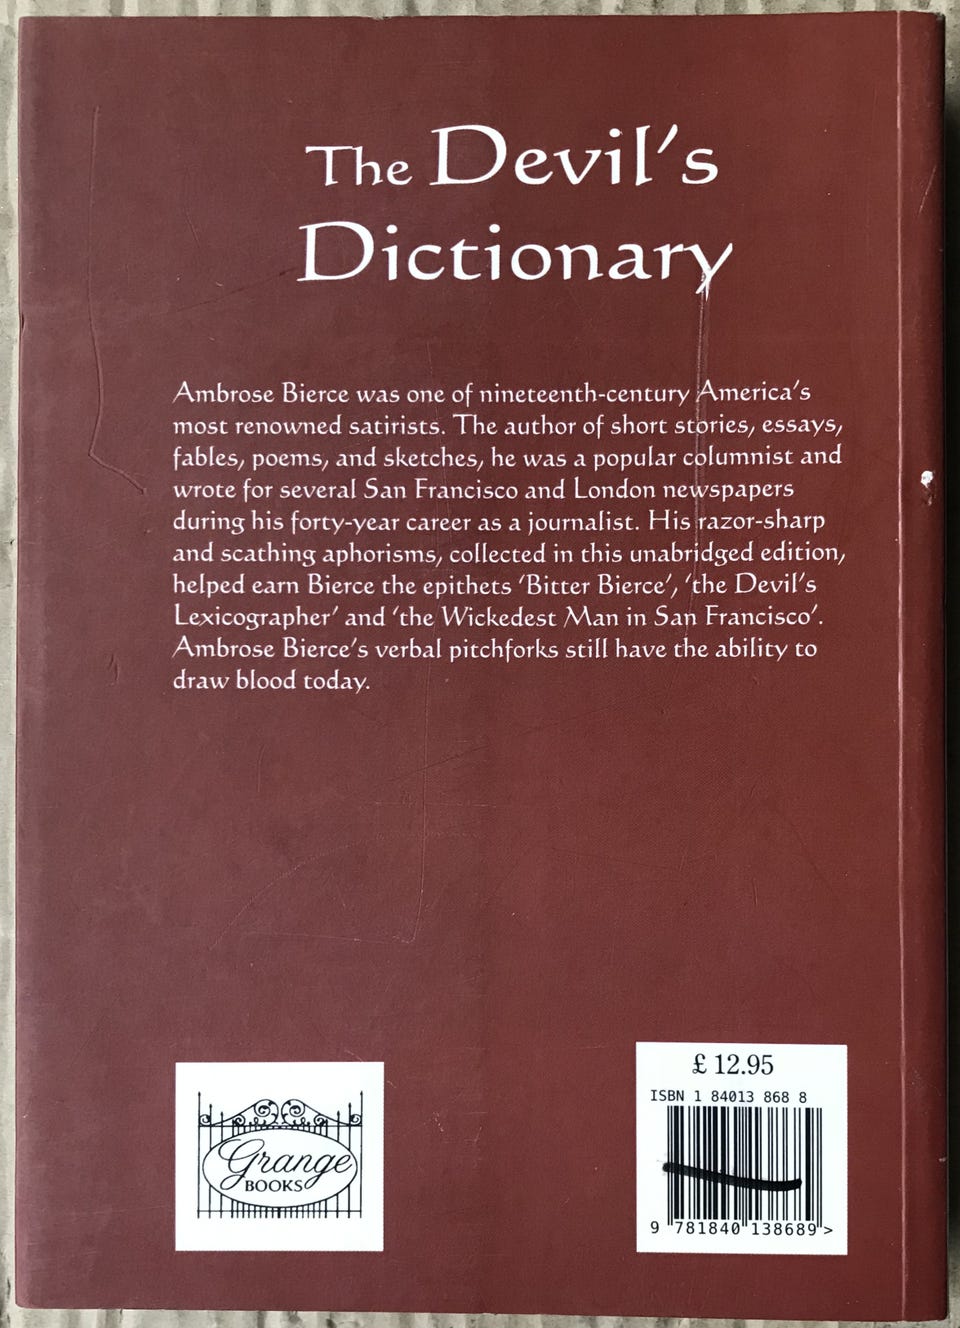 The Devil's
Dictionary
Ambrose Bierce was one of nineteenth-century America's
most renowned satirists. The author of short stories, essays,
fables, poems, and sketches, he was a popular columnist and
wrote for several San Francisco and London newspapers
during his forty-year career as a journalist. His razor-sharp
and scathing aphorisms, collected in this unabridged edition,
helped earn Bierce the epithets 'Bitter Bierce', 'the Devil's
Lexicographer' and 'the Wickedest Man in San Francisco'.
Ambrose Bierce's verbal pitchforks still have the ability to
draw blood today.
Grange
BOOKS
£ 12.95
ISBN 1 84013 868 8
9 781840 138689 >